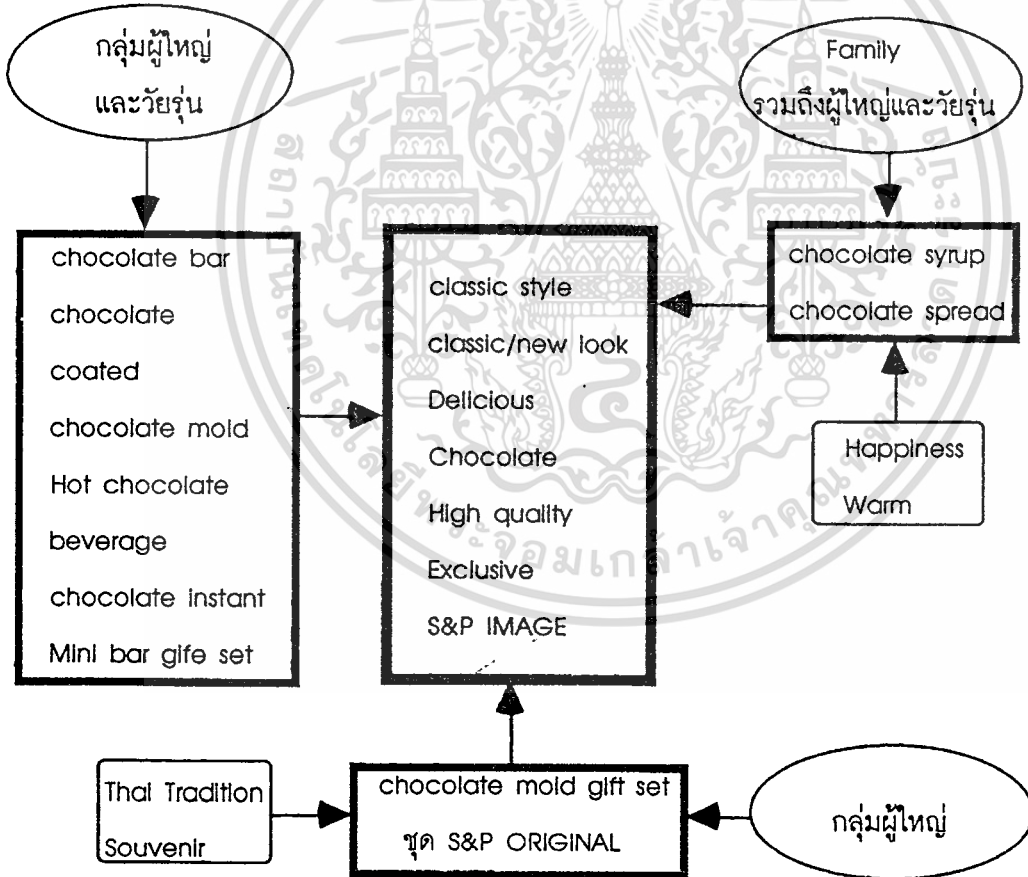 กลุ่มผู้ใหญ่
และวัยรุ่น
Family
รวมถึงผู้ใหญ่และวัยรุ่น
chocolate bar
chocolate
coated
chocolate mold
Hot chocolate
beverage
chocolate instant
Mini bar gife set
classic style
classic/new look
Delicious
Chocolate
High quality
Exclusive
S&P IMAGE
chocolate syrup
chocolate spread
Happiness
Warm
Thai Tradition
Souvenir
chocolate mold gift set
ชุด S&P ORIGINAL
กลุ่มผู้ใหญ่